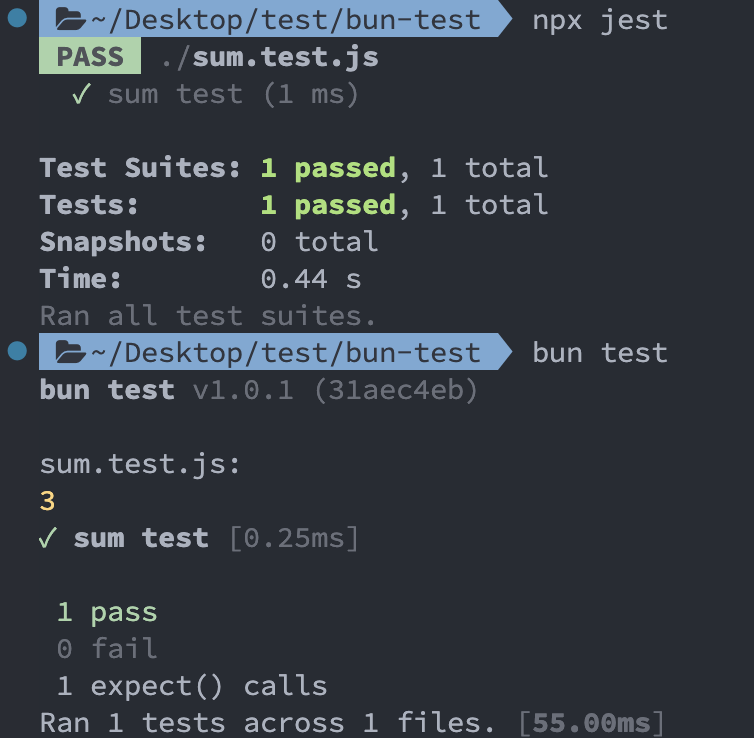 ~/Desktop/test/bun-test npx jest
PASS ./sum.test.js
✓ sum test (1 ms)
Test Suites: 1 passed, 1 total
Tests: 1 passed, 1 total
Snapshots: 0 total
Time: 0.44 s
Ran all test suites.
~/Desktop/test/bun-test bun test
bun test v1.0.1 (31aec4eb)
sum.test.js:
3
✓ sum test [0.25ms]
1 pass
0 fail
1 expect() calls
Ran 1 tests across 1 files. [55.00ms]